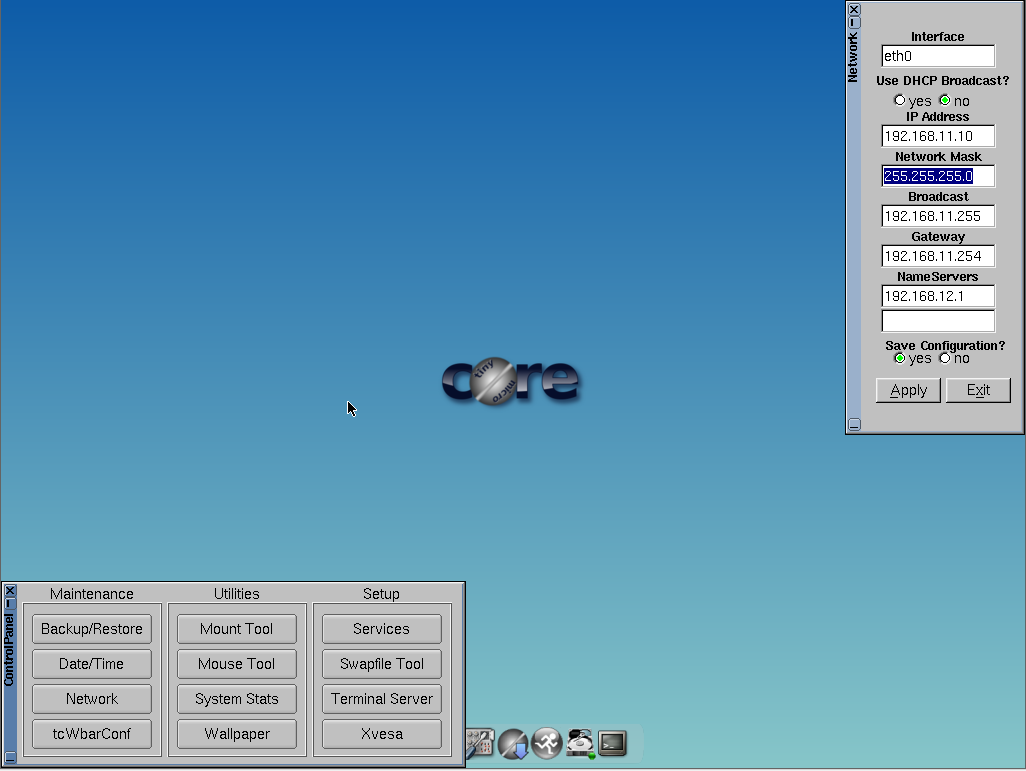 Network
Interface
eth0
Use DHCP Broadcast?
yes no
IP Address
192.168.11.10
Network Mask
255.255.255.0
Broadcast
192.168.11.255
Gateway
192.168.11.254
NameServers
192.168.12.1
Save Configuration?
yes no
Apply Exit
core
tiny
micro
ControlPanel
Maintenance Utilities Setup
Backup/Restore Mount Tool Services
Date/Time Mouse Tool Swapfile Tool
Network System Stats Terminal Server
tcWbarConf Wallpaper Xvesa